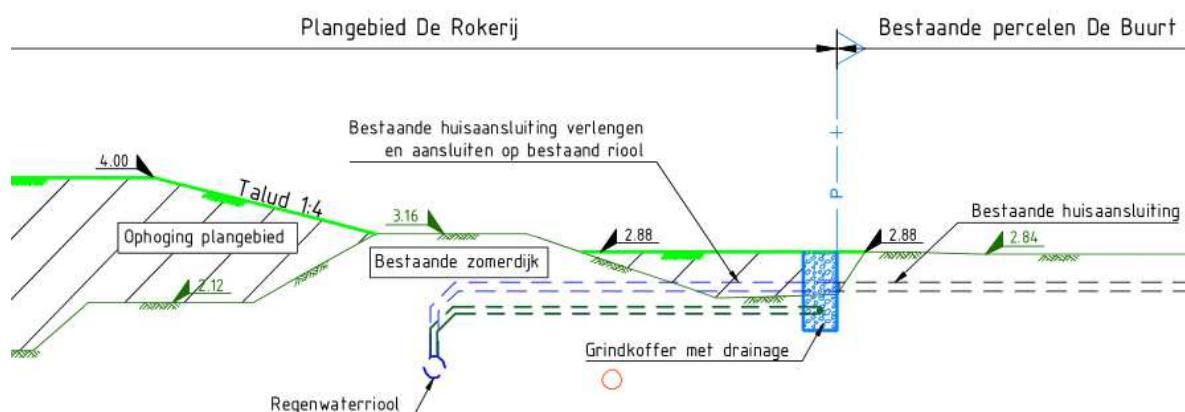 Plangebied De Rokerij
Bestaande percelen De Buurt
Bestaande huisaansluiting verlengen
en aansluiten op bestaand riool
4.00
Talud 1:4
3.16
P
Bestaande huisaansluiting
Ophoging plangebied
2.88
2.88
2.84
Bestaande zomerdijk
2.12
Grindkoffer met drainage
Regenwaterriool